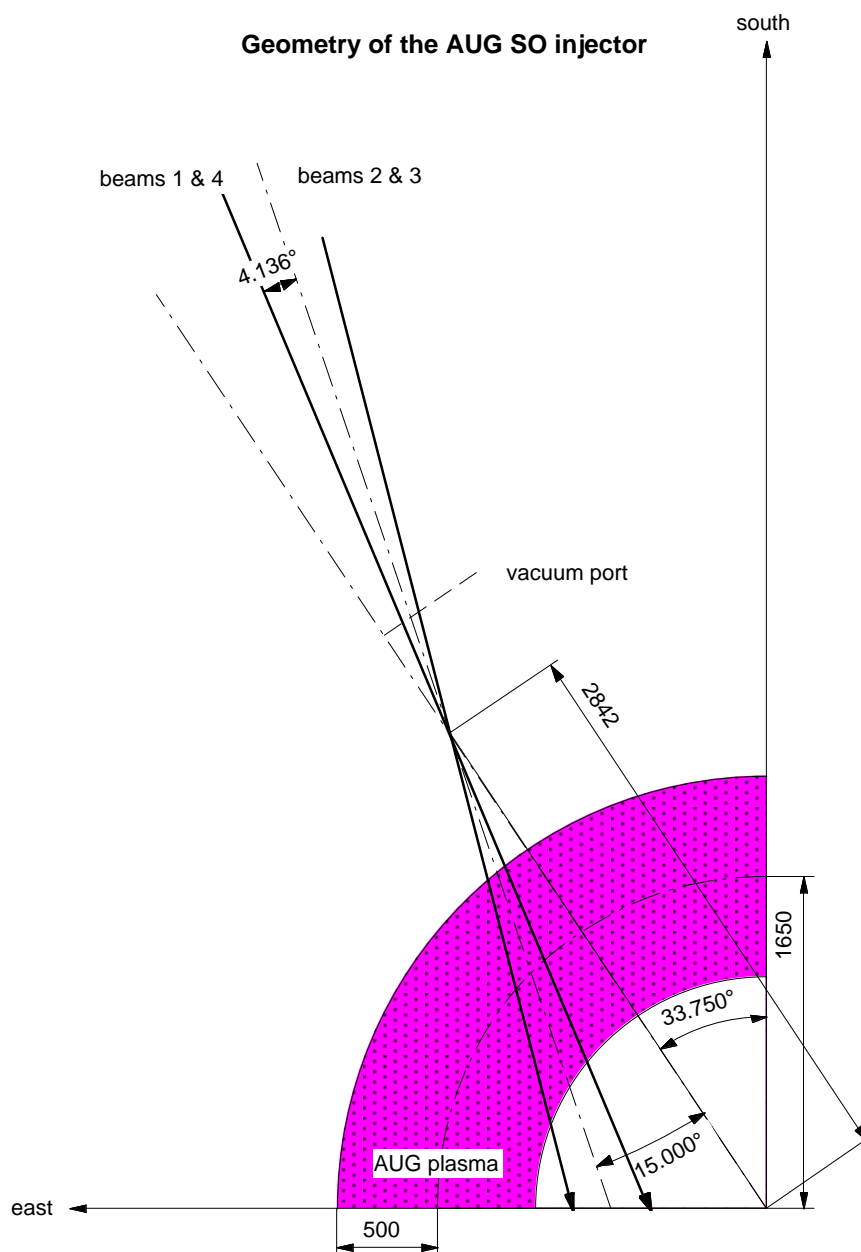 south
Geometry of the AUG SO injector
beams 1 & 4
beams 2 & 3
4.136°
vacuum port
2842
1650
33.750°
15.000°
AUG plasma
east
500